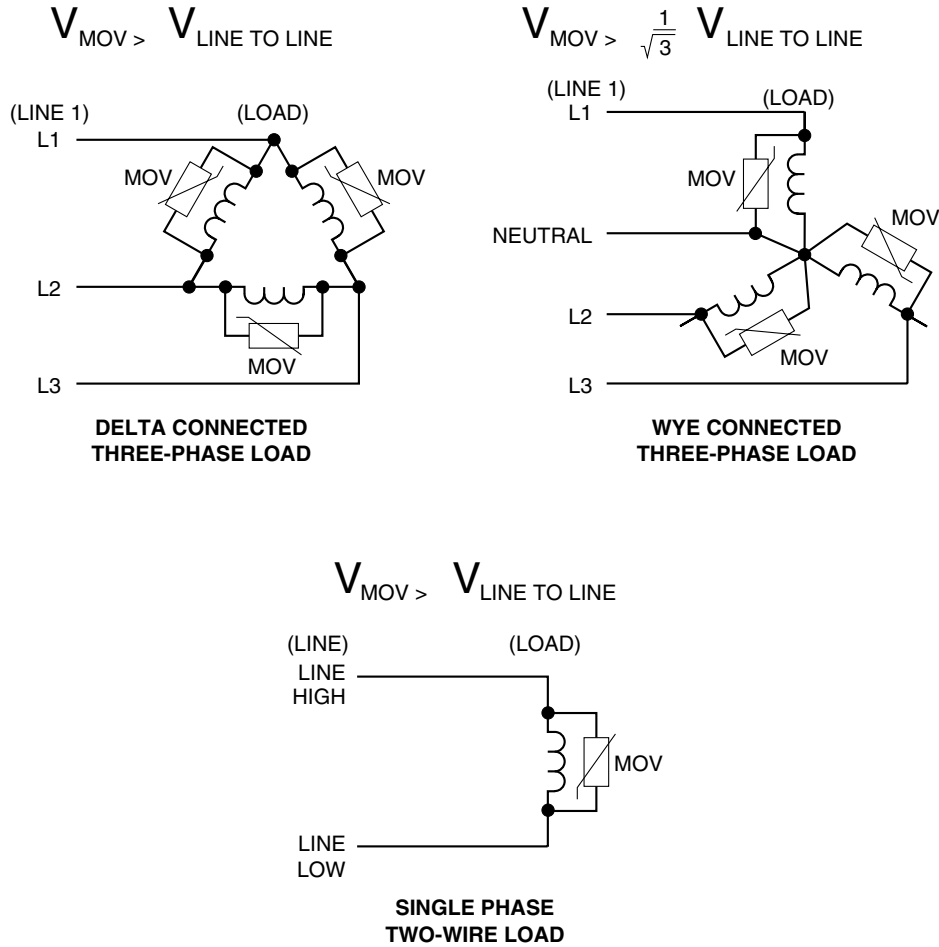 VMOV > VLINE TO LINE
(LINE 1)
(LOAD)
L1
MOV
MOV
L2
MOV
L3
DELTA CONNECTED
THREE-PHASE LOAD
VMOV > 1/√3 VLINE TO LINE
(LINE 1)
(LOAD)
L1
MOV
MOV
NEUTRAL
L2
MOV
L3
WYE CONNECTED
THREE-PHASE LOAD
VMOV > VLINE TO LINE
(LINE)
(LOAD)
LINE
HIGH
MOV
LINE
LOW
SINGLE PHASE
TWO-WIRE LOAD